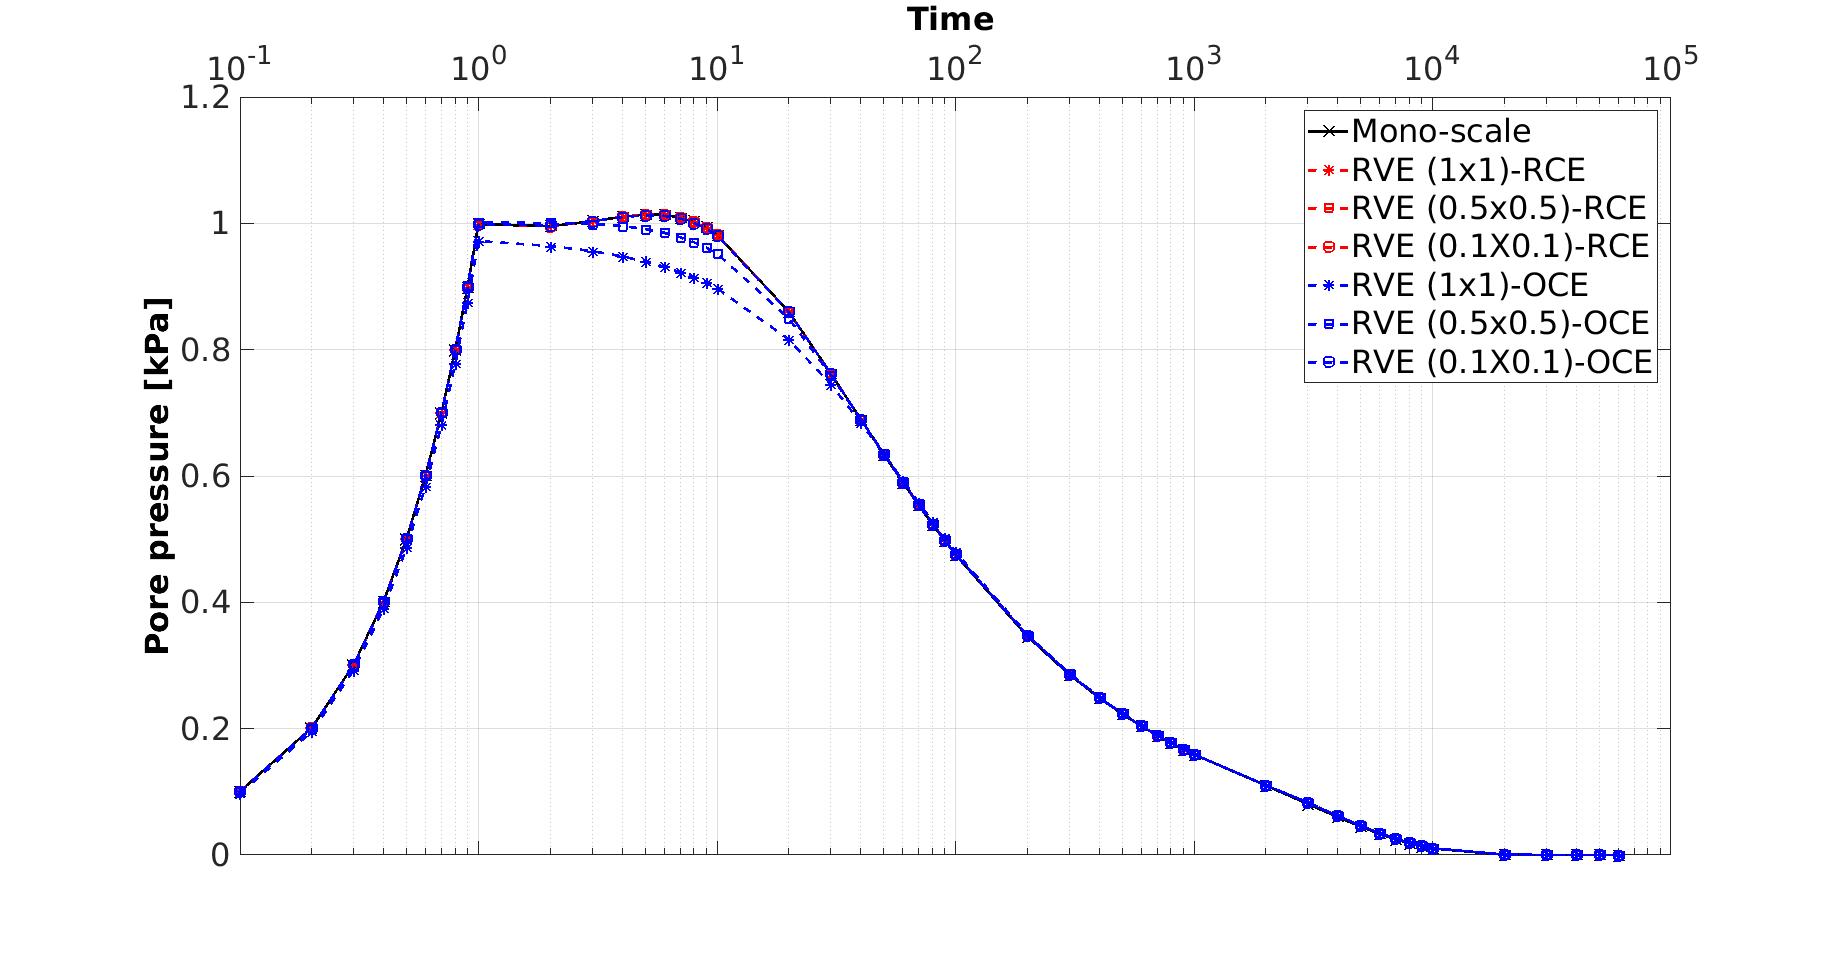 Time
10^-1 10^0 10^1 10^2 10^3 10^4 10^5
1.2
1
0.8
0.6
0.4
0.2
0
Pore pressure [kPa]
Mono-scale
RVE (1x1)-RCE
RVE (0.5x0.5)-RCE
RVE (0.1X0.1)-RCE
RVE (1x1)-OCE
RVE (0.5x0.5)-OCE
RVE (0.1X0.1)-OCE